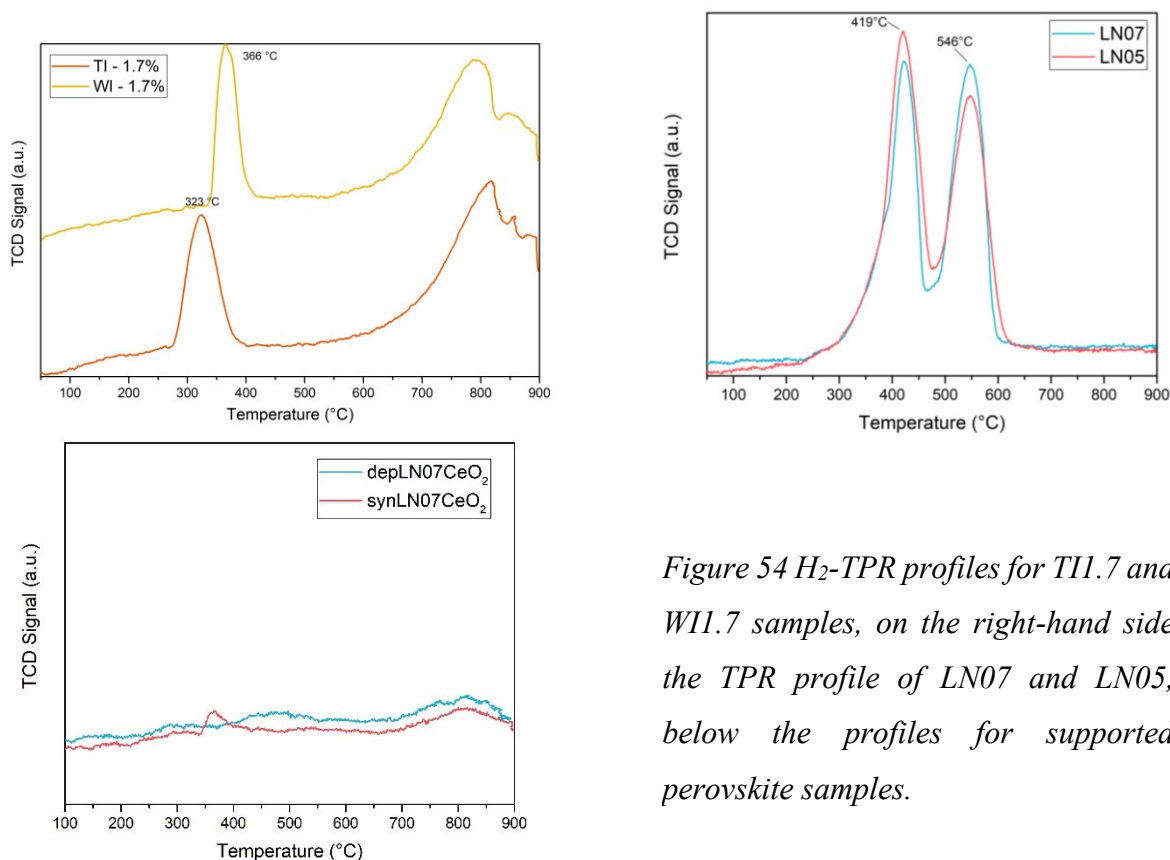 366 °C
TI - 1.7%
WI - 1.7%
323 °C
TCD Signal (a.u.)
100 200 300 400 500 600 700 800 900
Temperature (°C)
419°C
546°C
LN07
LN05
TCD Signal (a.u.)
100 200 300 400 500 600 700 800 900
Temperature (°C)
depLN07CeO₂
synLN07CeO₂
TCD Signal (a.u.)
100 200 300 400 500 600 700 800 900
Temperature (°C)
Figure 54 H₂-TPR profiles for TI1.7 and
WI1.7 samples, on the right-hand side
the TPR profile of LN07 and LN05,
below the profiles for supported
perovskite samples.